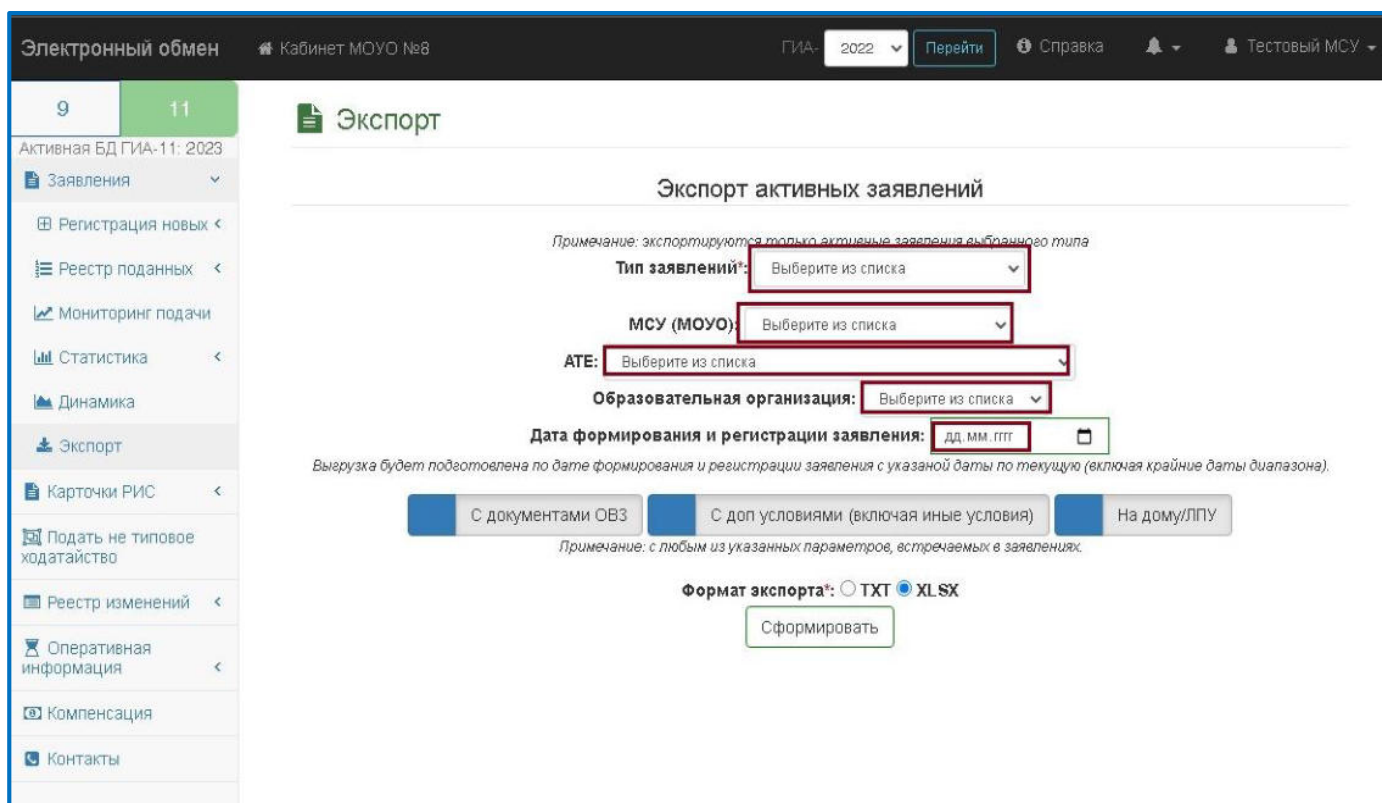 Электронный обмен Кабинет МОУО №8 ГИА- 2022 Перейти Справка Тестовый МСУ
9 11
Активная БД ГИА-11: 2023
Заявления
Регистрация новых
Реестр поданных
Мониторинг подачи
Статистика
Динамика
Экспорт
Карточки РИС
Подать не типовое
ходатайство
Реестр изменений
Оперативная
информация
Компенсация
Контакты
Экспорт
Экспорт активных заявлений
Примечание: экспортируются только активные заявления выбранного типа
Тип заявлений*: Выберите из списка
МСУ (МОУО): Выберите из списка
АТЕ: Выберите из списка
Образовательная организация: Выберите из списка
Дата формирования и регистрации заявления: дд.мм.гггг
Выгрузка будет подготовлена по дате формирования и регистрации заявления с указаной даты по текущую (включая крайние даты диапазона).
С документами ОВЗ С доп условиями (включая иные условия) На дому/ЛПУ
Примечание: с любым из указанных параметров, встречаемых в заявлениях.
Формат экспорта*: TXT XLSX
Сформировать